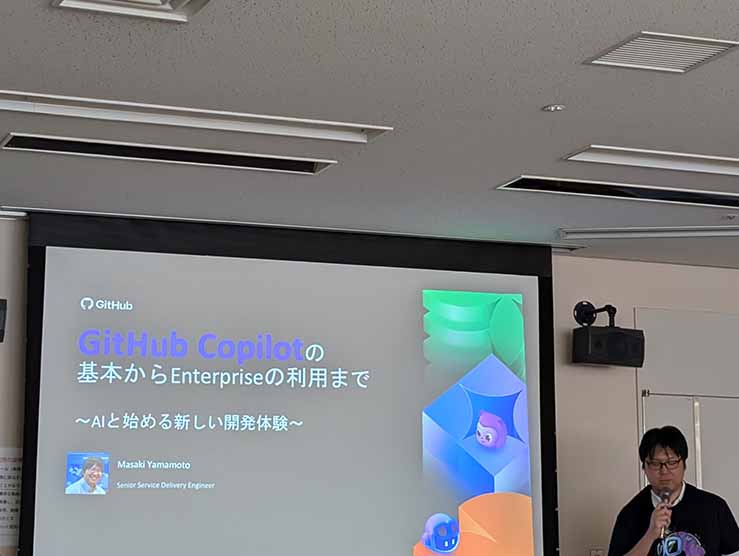 GitHub
GitHub Copilotの
基本からEnterpriseの利用まで
～AIと始める新しい開発体験～
Masaki Yamamoto
Senior Service Delivery Engineer